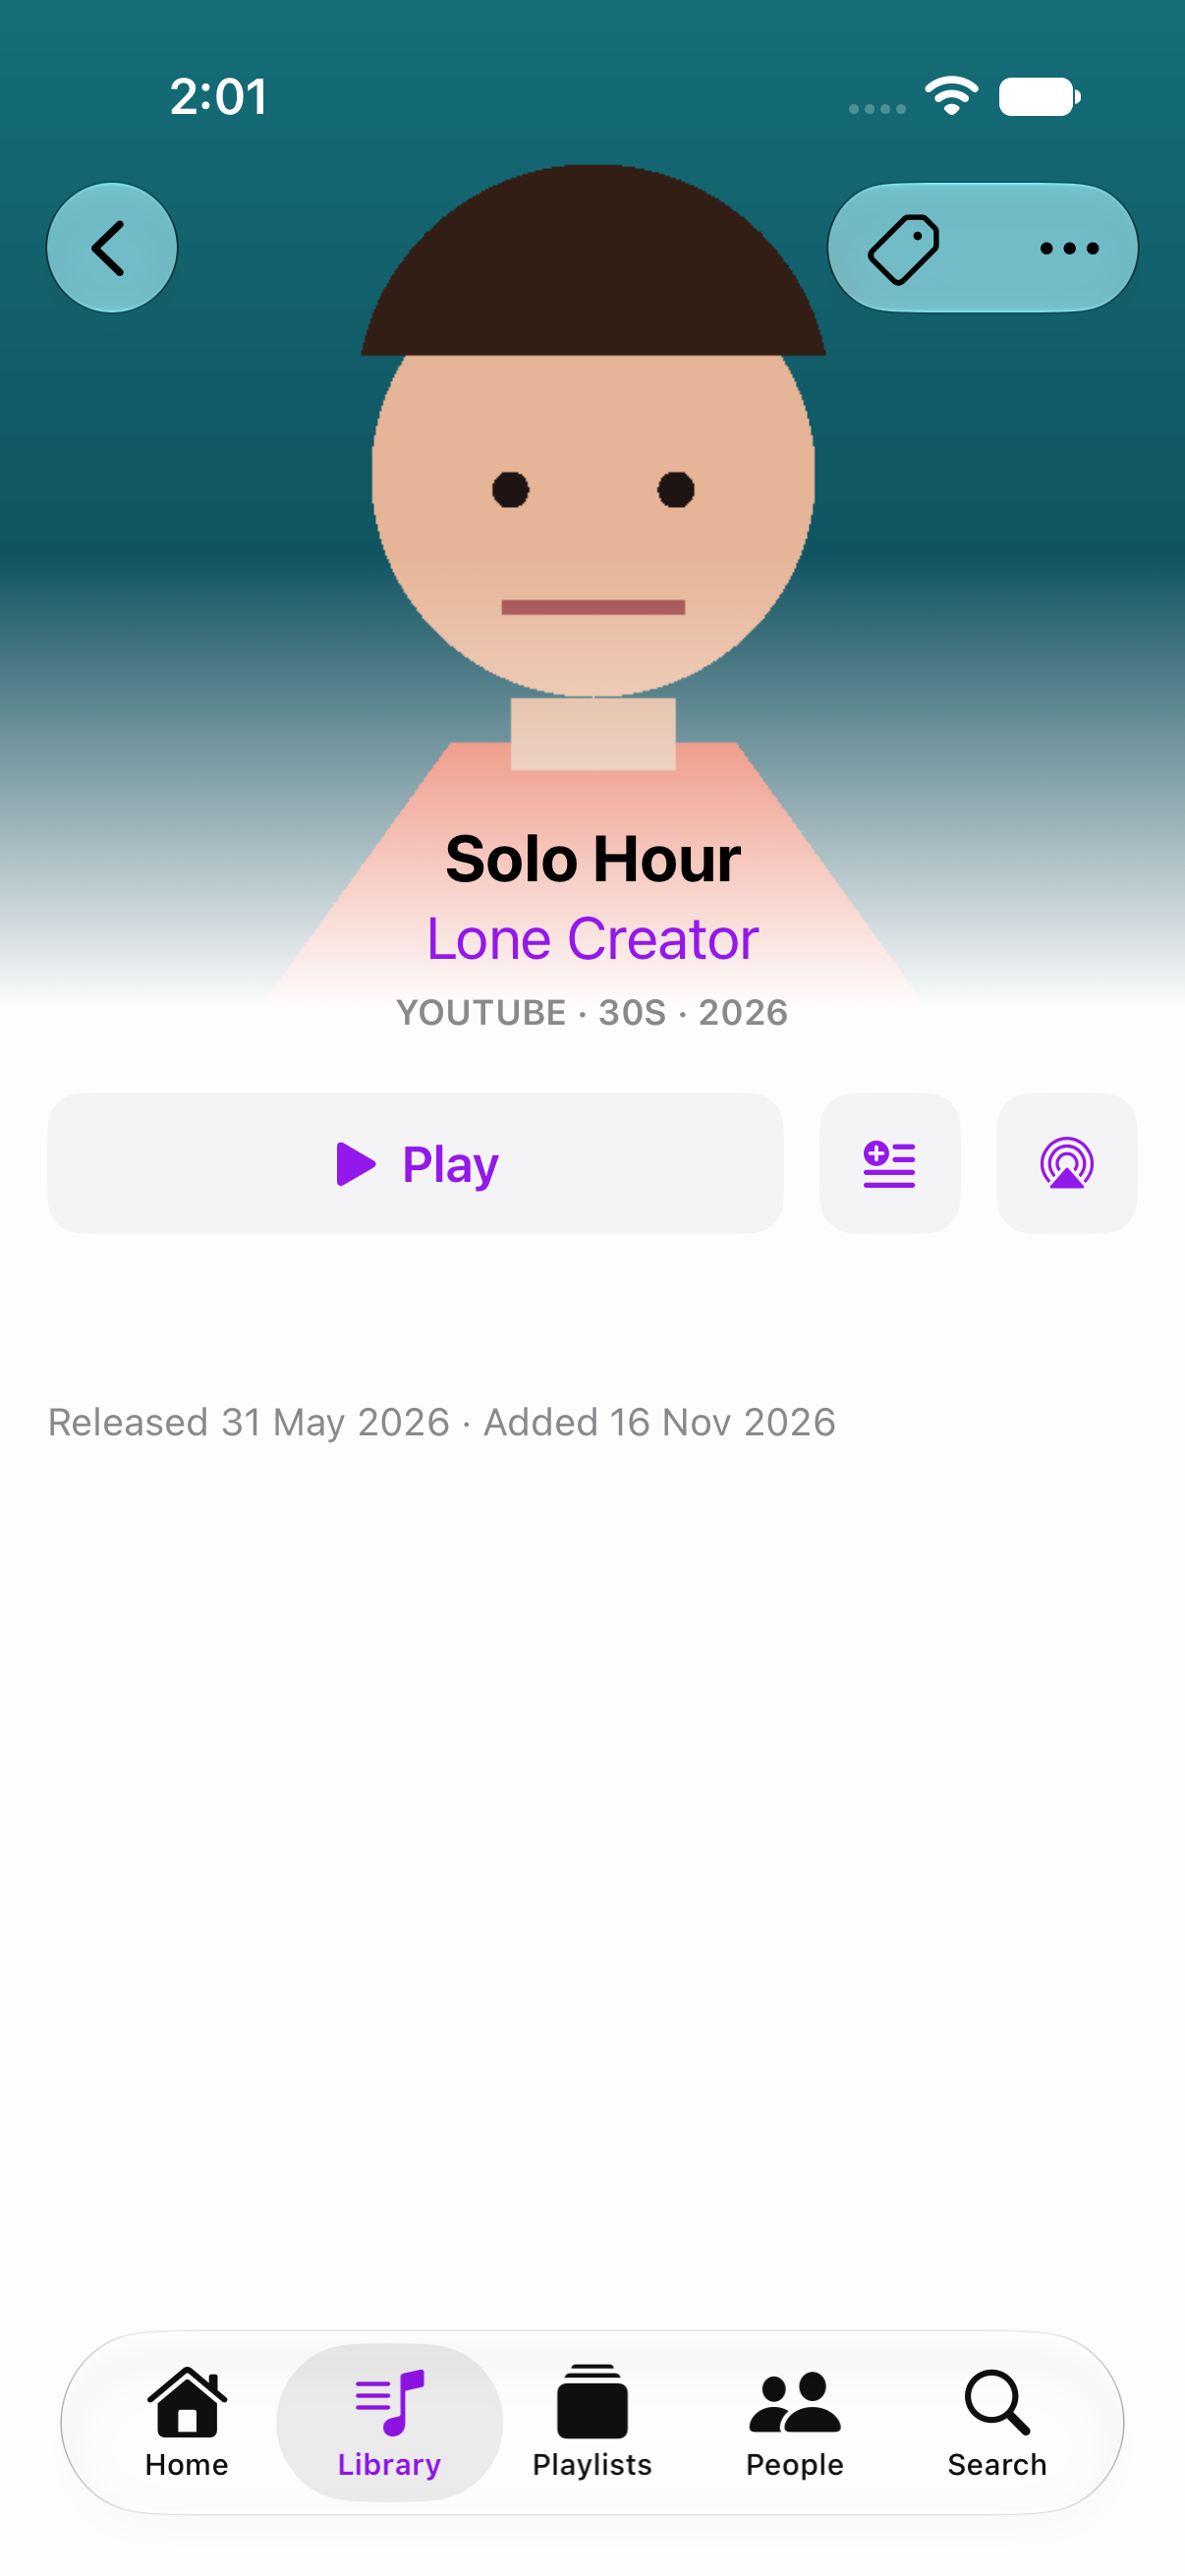 2:01
Solo Hour
Lone Creator
YOUTUBE · 30S · 2026
Play
Released 31 May 2026 · Added 16 Nov 2026
Home
Library
Playlists
People
Search